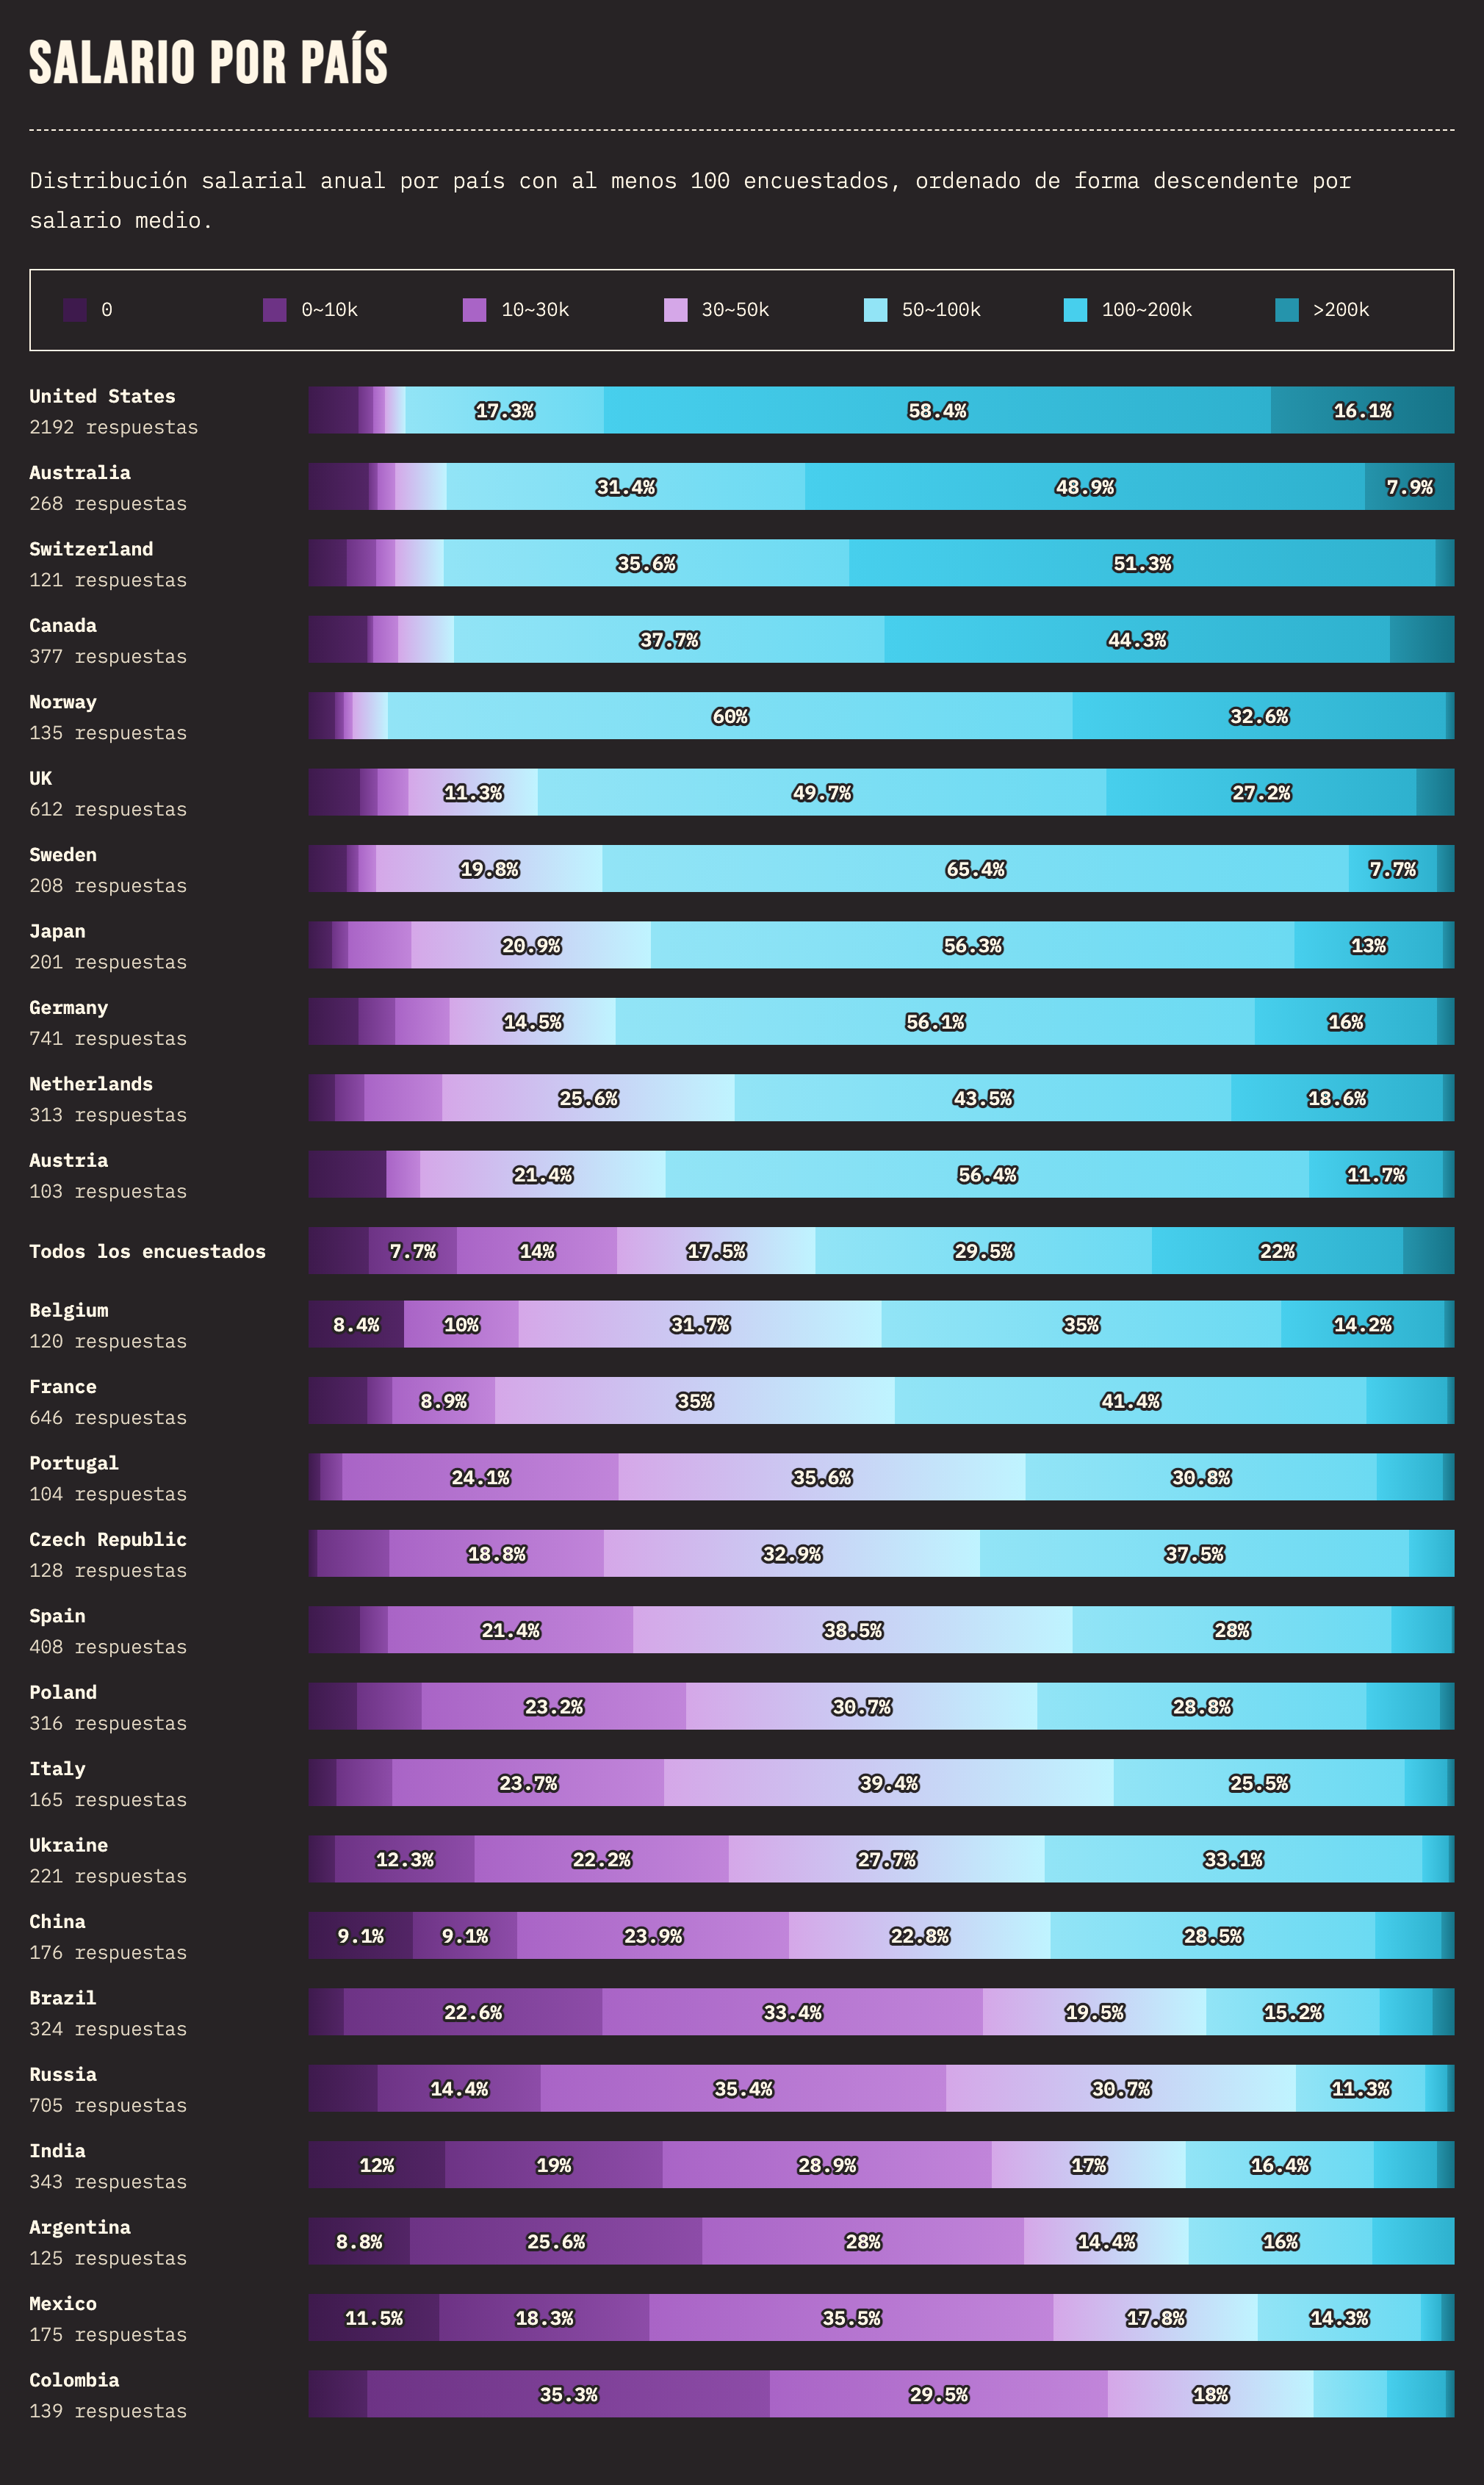 SALARIO POR PAÍS
Distribución salarial anual por país con al menos 100 encuestados, ordenado de forma descendente por
salario medio.
0 0~10k 10~30k 30~50k 50~100k 100~200k >200k
United States
2192 respuestas
17.3% 58.4% 16.1%
Australia
268 respuestas
31.4% 48.9% 7.9%
Switzerland
121 respuestas
35.6% 51.3%
Canada
377 respuestas
37.7% 44.3%
Norway
135 respuestas
60% 32.6%
UK
612 respuestas
11.3% 49.7% 27.2%
Sweden
208 respuestas
19.8% 65.4% 7.7%
Japan
201 respuestas
20.9% 56.3% 13%
Germany
741 respuestas
14.5% 56.1% 16%
Netherlands
313 respuestas
25.6% 43.5% 18.6%
Austria
103 respuestas
21.4% 56.4% 11.7%
Todos los encuestados
7.7% 14% 17.5% 29.5% 22%
Belgium
120 respuestas
8.4% 10% 31.7% 35% 14.2%
France
646 respuestas
8.9% 35% 41.4%
Portugal
104 respuestas
24.1% 35.6% 30.8%
Czech Republic
128 respuestas
18.8% 32.9% 37.5%
Spain
408 respuestas
21.4% 38.5% 28%
Poland
316 respuestas
23.2% 30.7% 28.8%
Italy
165 respuestas
23.7% 39.4% 25.5%
Ukraine
221 respuestas
12.3% 22.2% 27.7% 33.1%
China
176 respuestas
9.1% 9.1% 23.9% 22.8% 28.5%
Brazil
324 respuestas
22.6% 33.4% 19.5% 15.2%
Russia
705 respuestas
14.4% 35.4% 30.7% 11.3%
India
343 respuestas
12% 19% 28.9% 17% 16.4%
Argentina
125 respuestas
8.8% 25.6% 28% 14.4% 16%
Mexico
175 respuestas
11.5% 18.3% 35.5% 17.8% 14.3%
Colombia
139 respuestas
35.3% 29.5% 18%